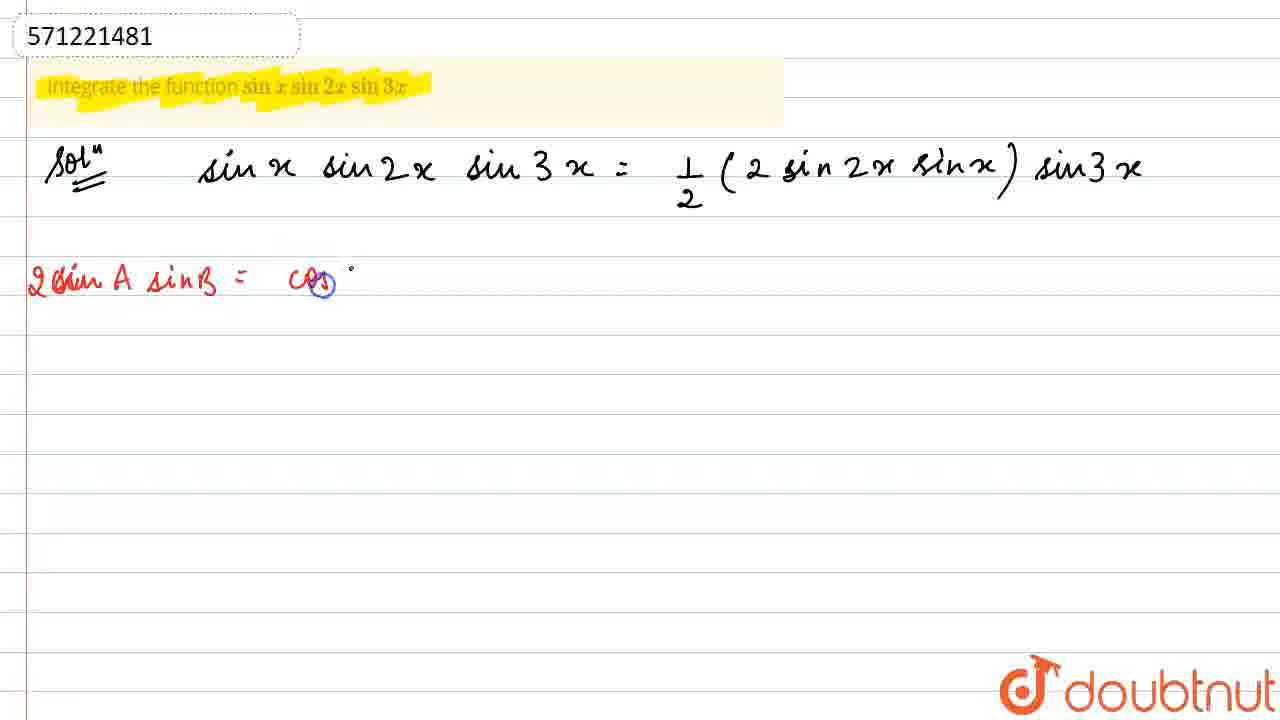 571221481
Integrate the function sin x sin 2x sin 3x
Solⁿ sin x sin 2x sin 3x = 1/2 (2 sin 2x sin x) sin 3x
2 sin A sin B = cos
doubtnut